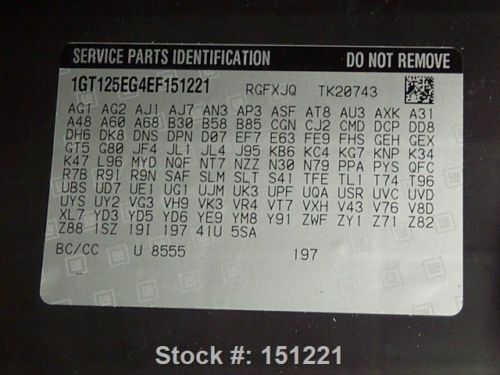 SERVICE PARTS IDENTIFICATION DO NOT REMOVE
1GT125EG4EF151221 RGFXJQ TK20743
AG1 AG2 AJ1 AJ7 AN3 AP3 ASF AT8 AU3 AXK A31
A48 A60 A68 B30 B58 B85 CGN CJ2 CMD DCP DD8
DH6 DK8 DNS DPN D07 EF7 E63 FE9 FHS GEH GEX
GT5 G80 JF4 JL1 JL4 J95 KB6 KC4 KG7 KNP K34
K47 L96 MYD NQF NT7 NZZ N30 N79 PPA PYS QFC
R7B R9I R9N SAF SLM SLT S41 TFE TL1 T74 T96
UBS UD7 UE1 UG1 UJM UK3 UPF UQA USR UVC UVD
UYS UY2 VG3 VH9 VK3 VR4 VT7 VXH V43 V76 V8D
XL7 YD3 YD5 YD6 YE9 YM8 Y91 ZWF ZY1 Z71 Z82
Z88 1SZ 19I 197 41U 5SA
BC/CC U 8555 197
Stock #: 151221